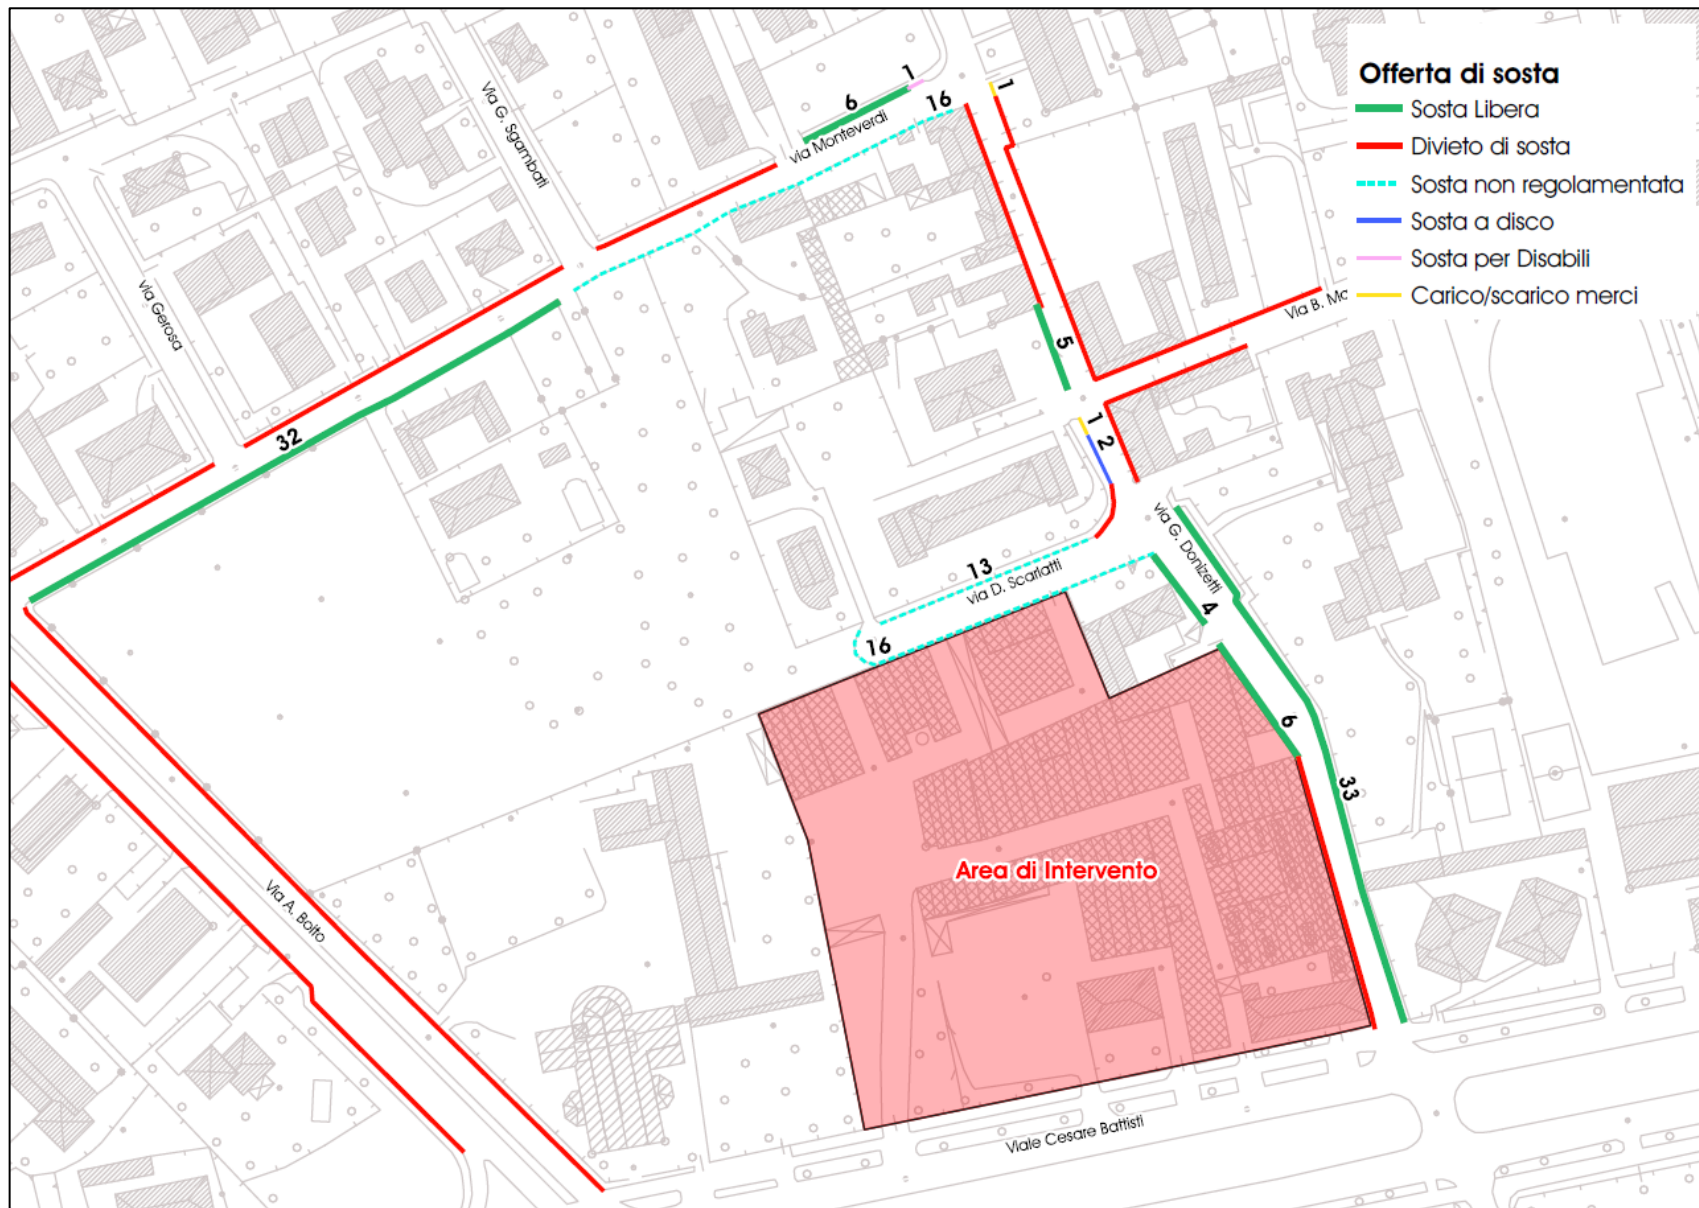 Offerta di sosta
Sosta Libera
Divieto di sosta
Sosta non regolamentata
Sosta a disco
Sosta per Disabili
Carico/scarico merci
1
6
16
1
via Monteverdi
Via G. Sgambati
via Gerosa
Via B. Mo
5
32
1
2
via G. Donizetti
13
via D. Scarlatti
4
16
6
33
Area di Intervento
Via A. Boito
Viale Cesare Battisti